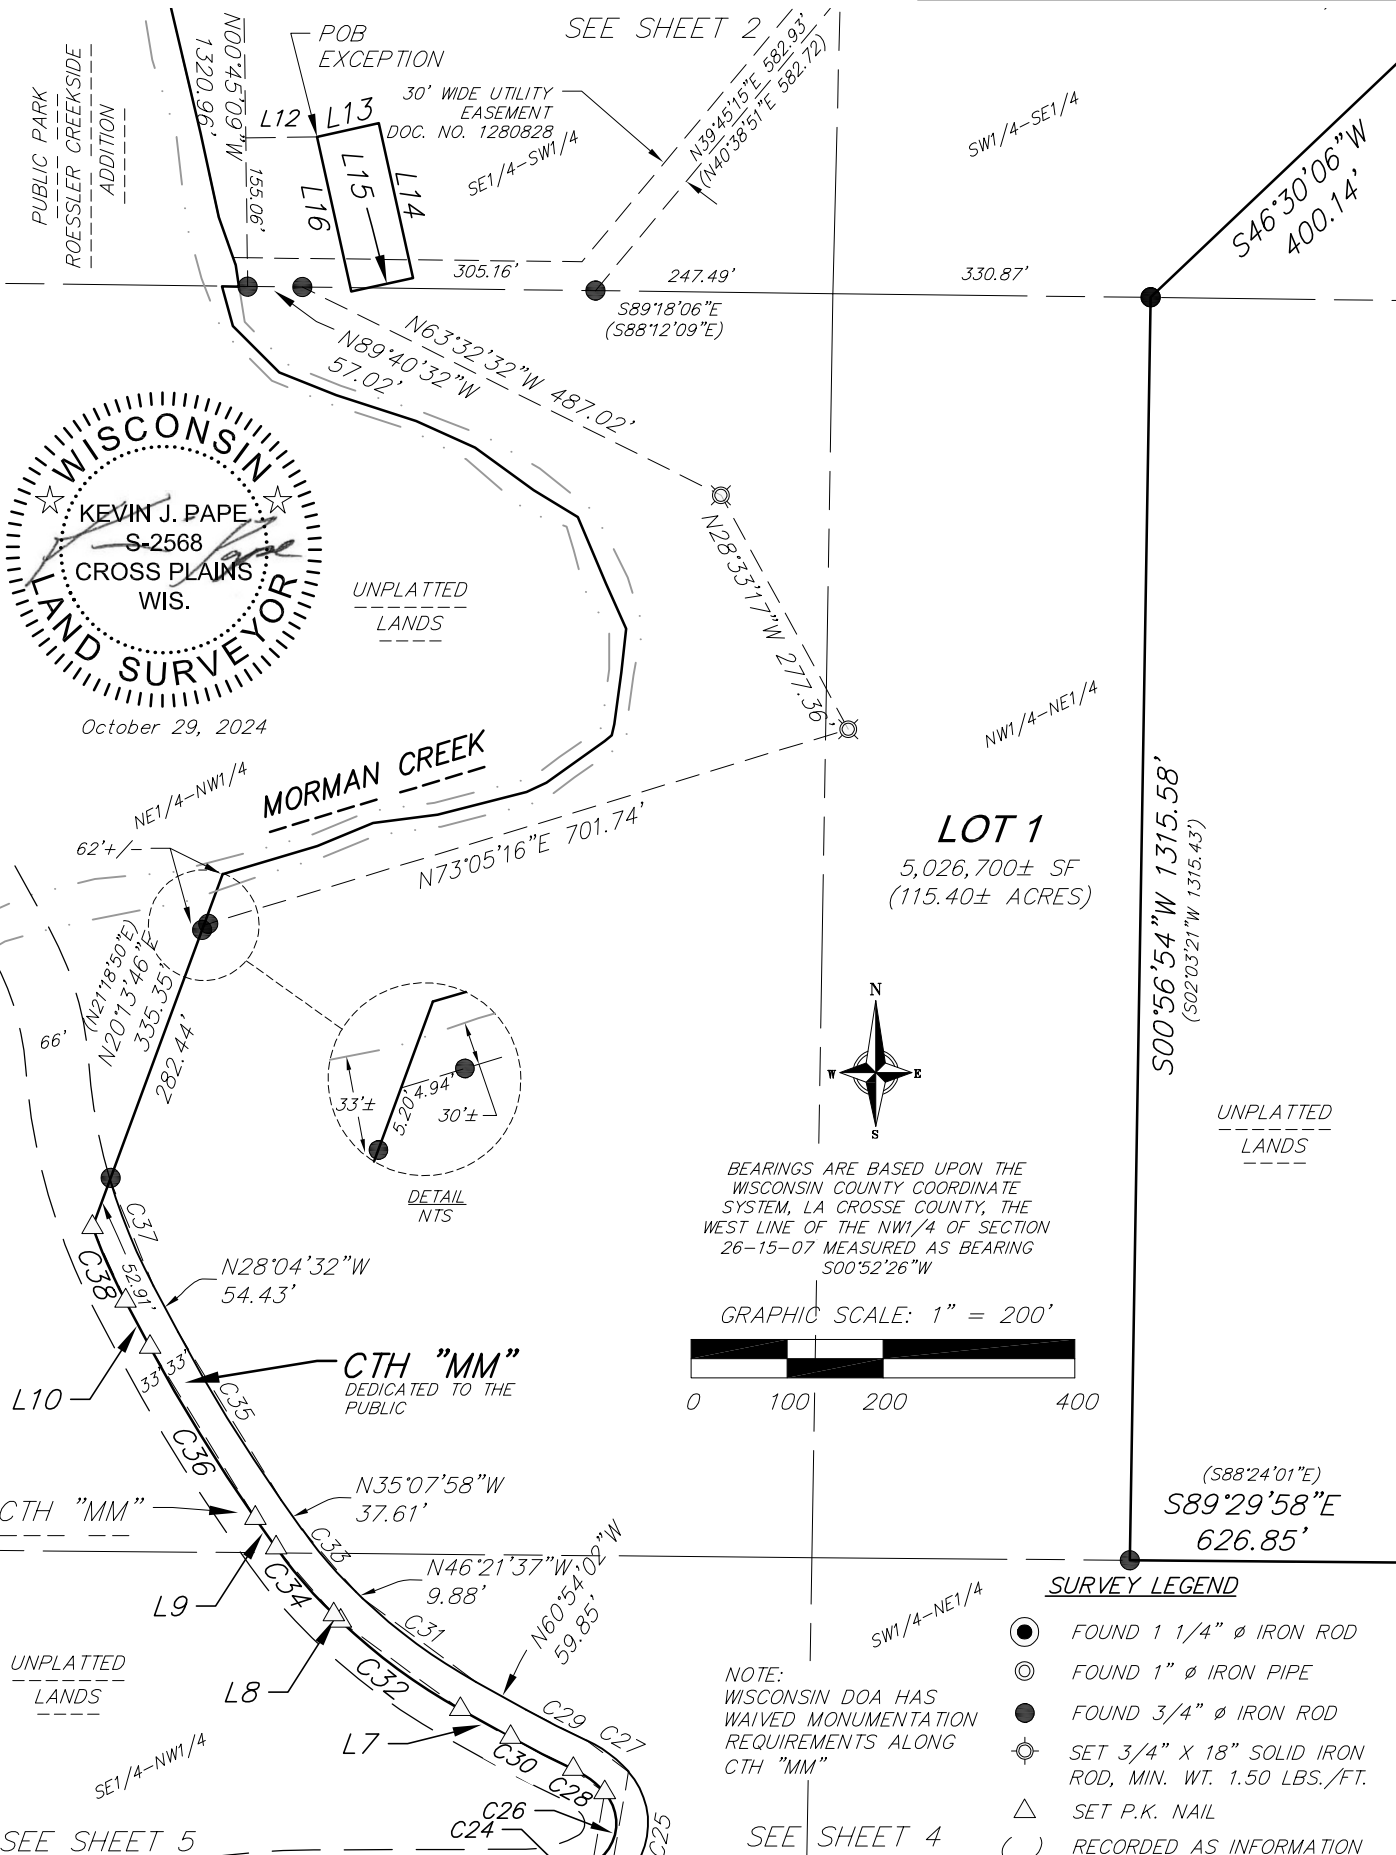 SEE SHEET 2
PUBLIC PARK
ROESSLER CREEKSIDE
ADDITION
N00°45'09"W
1320.96'
155.06'
POB
EXCEPTION
L12
L13
L14
L15
L16
30' WIDE UTILITY
EASEMENT
DOC. NO. 1280828
SE1/4-SW1/4
N39°45'15"E 582.93'
(N40°38'51"E 582.72)
SW1/4-SE1/4
S46°30'06"W
400.14'
305.16'
247.49'
330.87'
S89°18'06"E
(S88°12'09"E)
N63°32'32"W 487.02'
N89°40'32"W
57.02'
WISCONSIN
KEVIN J. PAPE
S-2568
CROSS PLAINS
WIS.
LAND SURVEYOR
October 29, 2024
UNPLATTED
LANDS
N28°33'17"W 277.36'
NW1/4-NE1/4
MORMAN CREEK
NE1/4-NW1/4
62'+/-
N73°05'16"E 701.74'
LOT 1
5,026,700± SF
(115.40± ACRES)
S00°56'54"W 1315.58'
(S02°03'21"W 1315.43')
(N21°18'50"E)
N20°13'46"E
335.35'
282.44'
66'
33'±
5.20'
4.94'
30'±
DETAIL
NTS
N
W
E
S
UNPLATTED
LANDS
BEARINGS ARE BASED UPON THE
WISCONSIN COUNTY COORDINATE
SYSTEM, LA CROSSE COUNTY, THE
WEST LINE OF THE NW1/4 OF SECTION
26-15-07 MEASURED AS BEARING
S00°52'26"W
GRAPHIC SCALE: 1" = 200'
0 100 200 400
C37
C38
52.91'
N28°04'32"W
54.43'
L10
33'
33'
CTH "MM"
DEDICATED TO THE
PUBLIC
C35
C36
N35°07'58"W
37.61'
CTH "MM"
C33
C34
L9
N46°21'37"W
9.88'
N60°54'02"W
59.85'
C31
C32
L8
L7
C29
C30
C27
C28
C26
C24
C25
(S88°24'01"E)
S89°29'58"E
626.85'
SW1/4-NE1/4
UNPLATTED
LANDS
SE1/4-NW1/4
SEE SHEET 5
NOTE:
WISCONSIN DOA HAS
WAIVED MONUMENTATION
REQUIREMENTS ALONG
CTH "MM"
SEE SHEET 4
SURVEY LEGEND
FOUND 1 1/4" ø IRON ROD
FOUND 1" ø IRON PIPE
FOUND 3/4" ø IRON ROD
SET 3/4" X 18" SOLID IRON
ROD, MIN. WT. 1.50 LBS./FT.
SET P.K. NAIL
( ) RECORDED AS INFORMATION